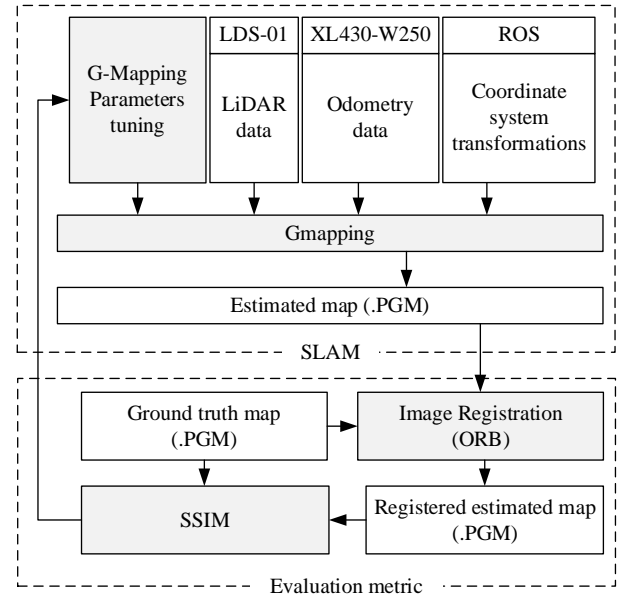 G-Mapping
Parameters
tuning
LDS-01
LiDAR
data
XL430-W250
Odometry
data
ROS
Coordinate
system
transformations
Gmapping
Estimated map (.PGM)
SLAM
Ground truth map
(.PGM)
Image Registration
(ORB)
SSIM
Registered estimated map
(.PGM)
Evaluation metric